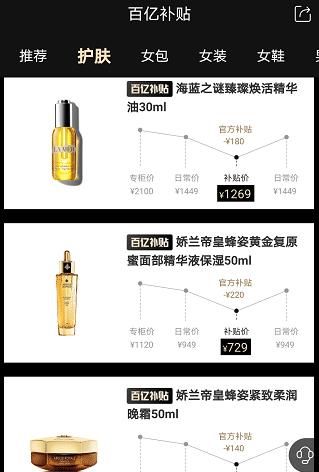 百亿补贴
推荐 护肤 女包 女装 女鞋
百亿补贴 海蓝之谜臻璨焕活精华
油30ml
官方补贴
-¥180
专柜价 日常价 补贴价 日常价
¥2100 ¥1449 ¥1269 ¥1449
LA MER
百亿补贴 娇兰帝皇蜂姿黄金复原
蜜面部精华液保湿50ml
官方补贴
-¥220
专柜价 日常价 补贴价 日常价
¥1120 ¥949 ¥729 ¥949
百亿补贴 娇兰帝皇蜂姿紧致柔润
晚霜50ml
官方补贴
-¥140